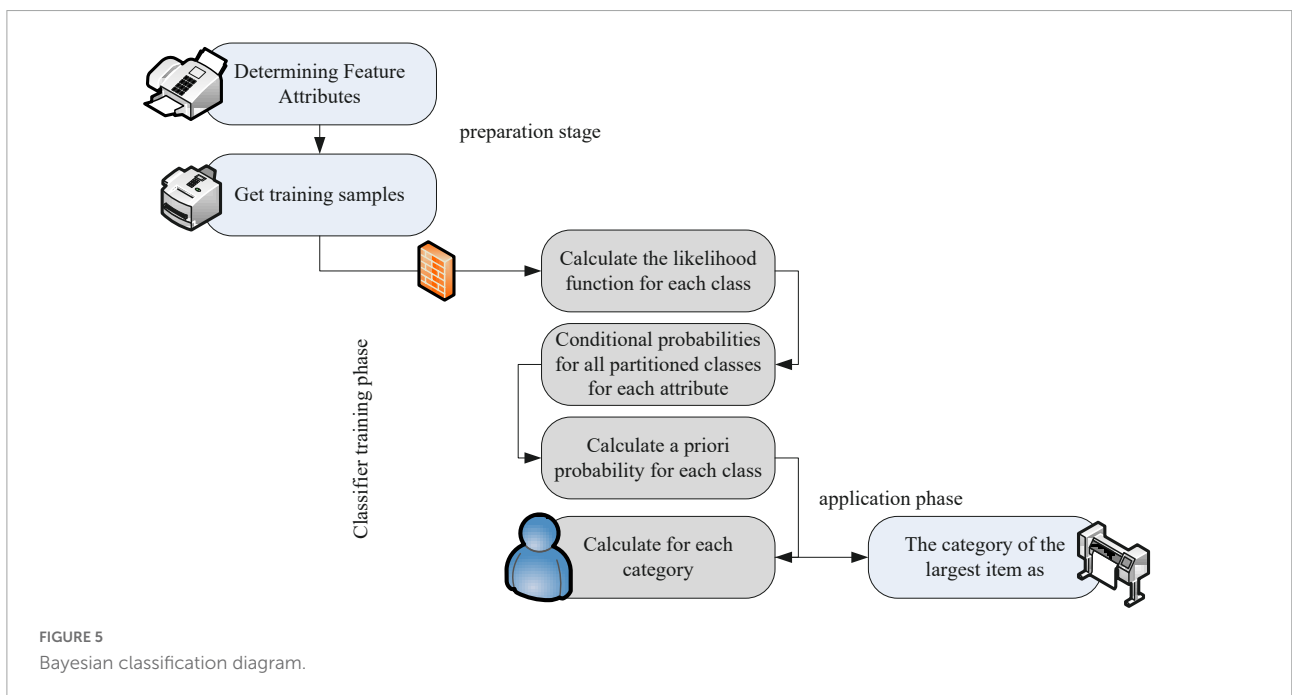 Determining Feature
Attributes
preparation stage
Get training samples
Calculate the likelihood
function for each class
Classifier training phase
Conditional probabilities
for all partitioned classes
for each attribute
Calculate a priori
probability for each class
application phase
Calculate for each
category
The category of the
largest item as
FIGURE 5
Bayesian classification diagram.